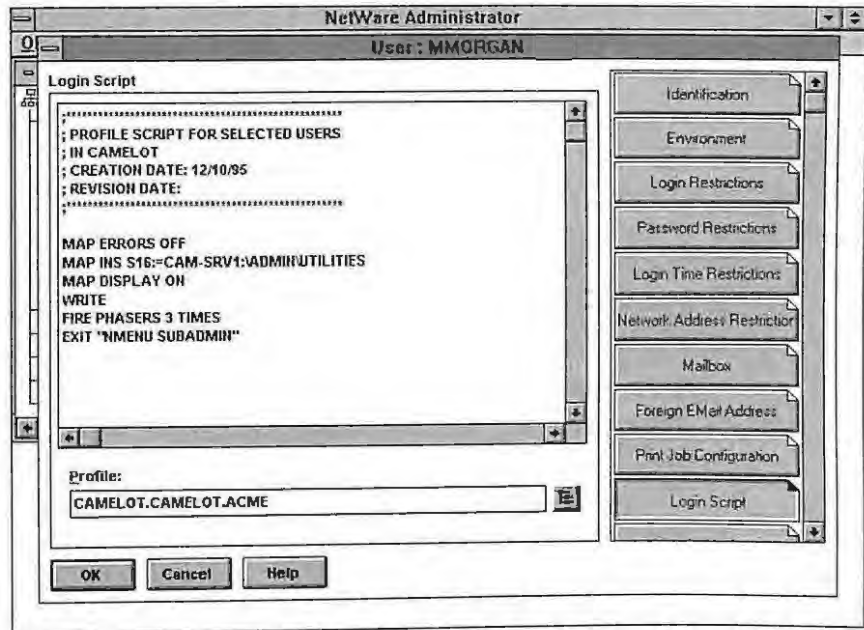 NetWare Administrator
User : MMORGAN
Login Script
;**********************************************
; PROFILE SCRIPT FOR SELECTED USERS
; IN CAMELOT
; CREATION DATE: 12/10/95
; REVISION DATE:
;**********************************************
MAP ERRORS OFF
MAP INS S16:=CAM-SRV1:\ADMIN\UTILITIES
MAP DISPLAY ON
WRITE
FIRE PHASERS 3 TIMES
EXIT "NMENU SUBADMIN"
Profile:
CAMELOT.CAMELOT.ACME
OK
Cancel
Help
Identification
Environment
Login Restrictions
Password Restrictions
Login Time Restrictions
Network Address Restriction
Mailbox
Foreign EMail Address
Print Job Configuration
Login Script